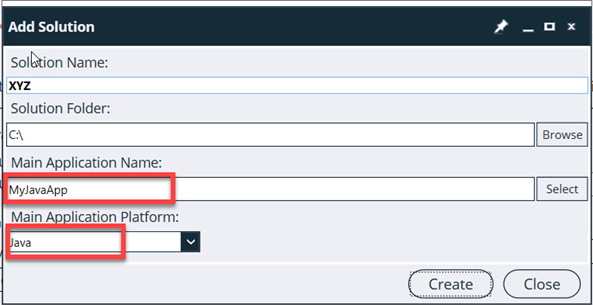 Add Solution
Solution Name:
XYZ
Solution Folder:
C:\
Browse
Main Application Name:
MyJavaApp
Select
Main Application Platform:
Java
Create
Close